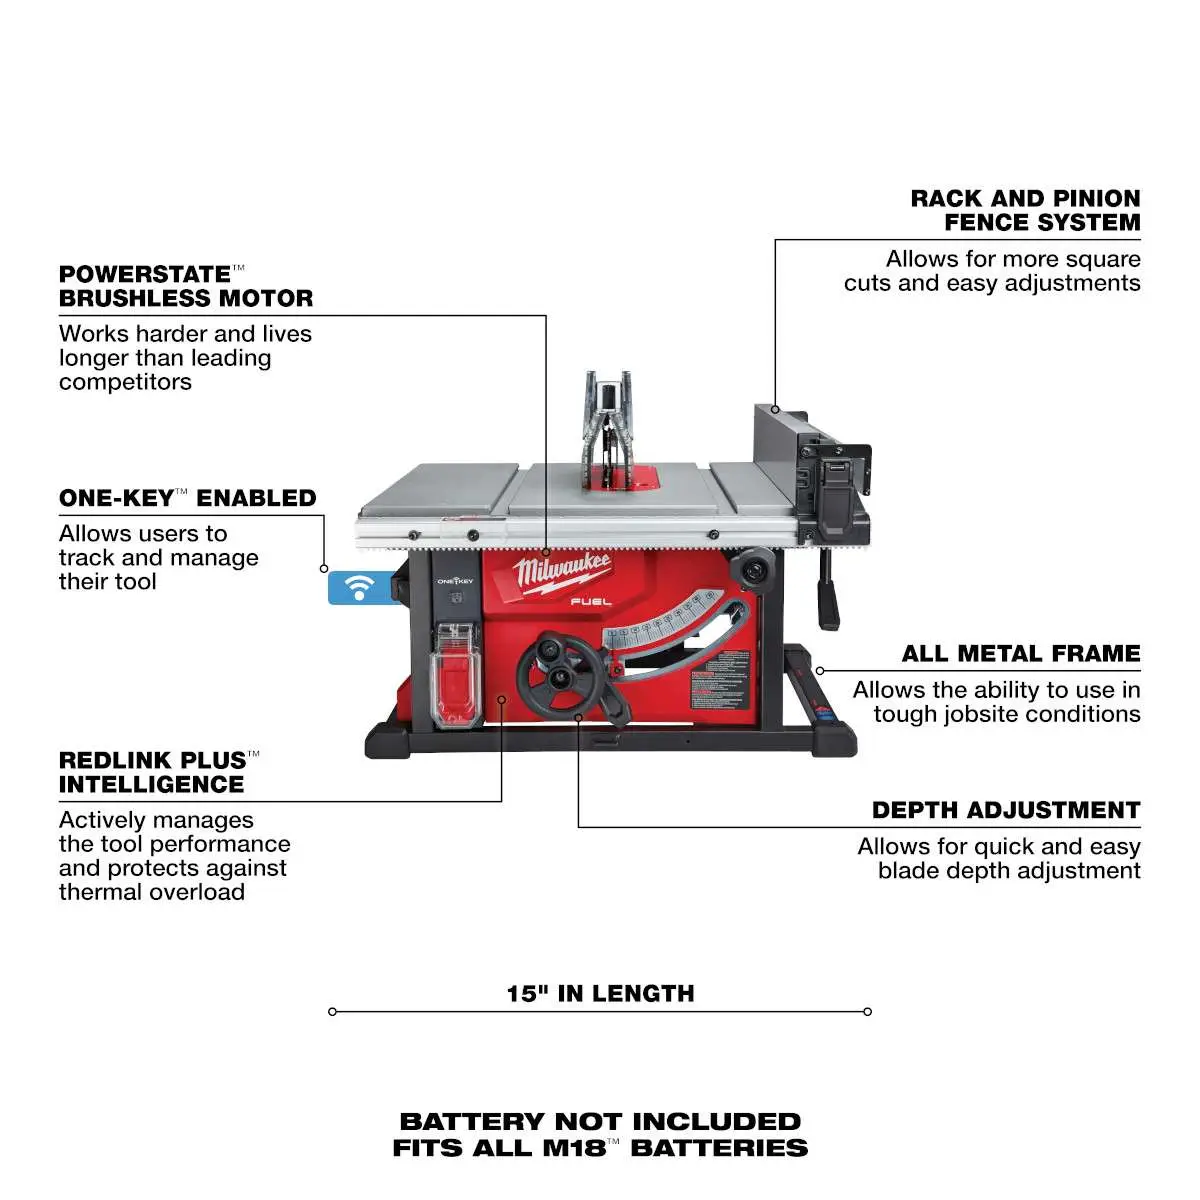 RACK AND PINION
FENCE SYSTEM
Allows for more square
cuts and easy adjustments
POWERSTATE™
BRUSHLESS MOTOR
Works harder and lives
longer than leading
competitors
ONE-KEY™ ENABLED
Allows users to
track and manage
their tool
ONE KEY
Milwaukee
FUEL
ALL METAL FRAME
Allows the ability to use in
tough jobsite conditions
REDLINK PLUS™
INTELLIGENCE
Actively manages
the tool performance
and protects against
thermal overload
DEPTH ADJUSTMENT
Allows for quick and easy
blade depth adjustment
15" IN LENGTH
BATTERY NOT INCLUDED
FITS ALL M18™ BATTERIES